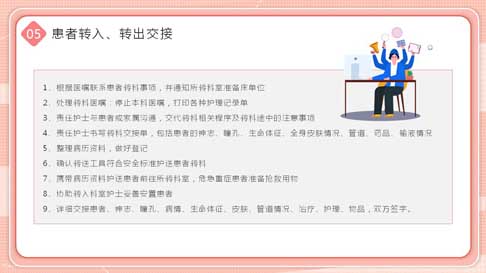 05 患者转入、转出交接
1、根据医嘱联系患者转科事项，并通知所转科室准备床单位
2、处理转科医嘱：停止本科医嘱，打印各种护理记录单
3、责任护士与患者或家属沟通，交代转科相关程序及转科途中的注意事项
4、责任护士书写转科交接单，包括患者的神志、瞳孔、生命体征、全身皮肤情况、管道、药品、输液情况
5、整理病历资料，做好登记
6、确认转送工具符合安全标准护送患者转科
7、携带病历资料护送患者前往所转科室，危急重症患者准备抢救用物
8、协助转入科室护士妥善安置患者
9、详细交接患者、神志、瞳孔、病情、生命体征、皮肤、管道情况、治疗、护理、物品，双方签字。